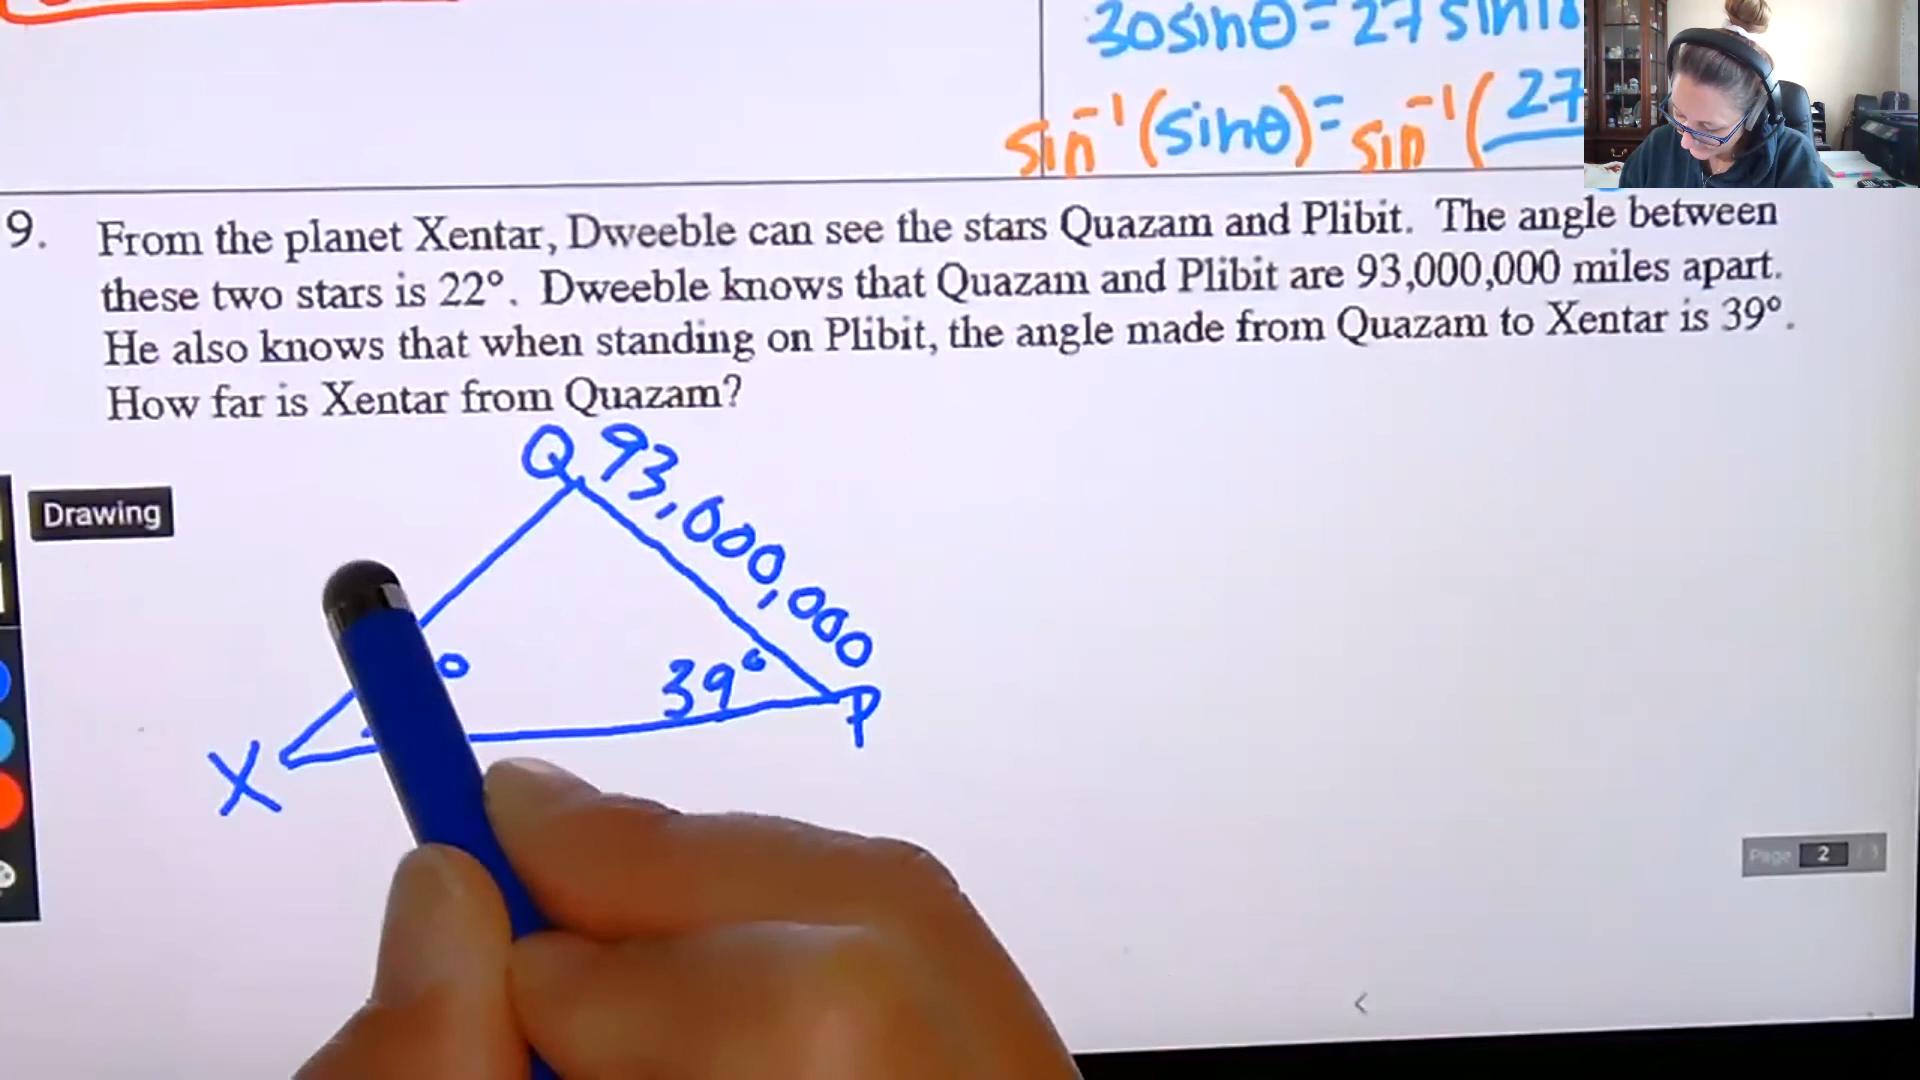 30sinθ = 27 sin
sin⁻¹(sinθ) = sin⁻¹(27
9. From the planet Xentar, Dweeble can see the stars Quazam and Plibit. The angle between
these two stars is 22°. Dweeble knows that Quazam and Plibit are 93,000,000 miles apart.
He also knows that when standing on Plibit, the angle made from Quazam to Xentar is 39°.
How far is Xentar from Quazam?
Q 93,000,000
Drawing
39°
P
X
Page 2 / 3